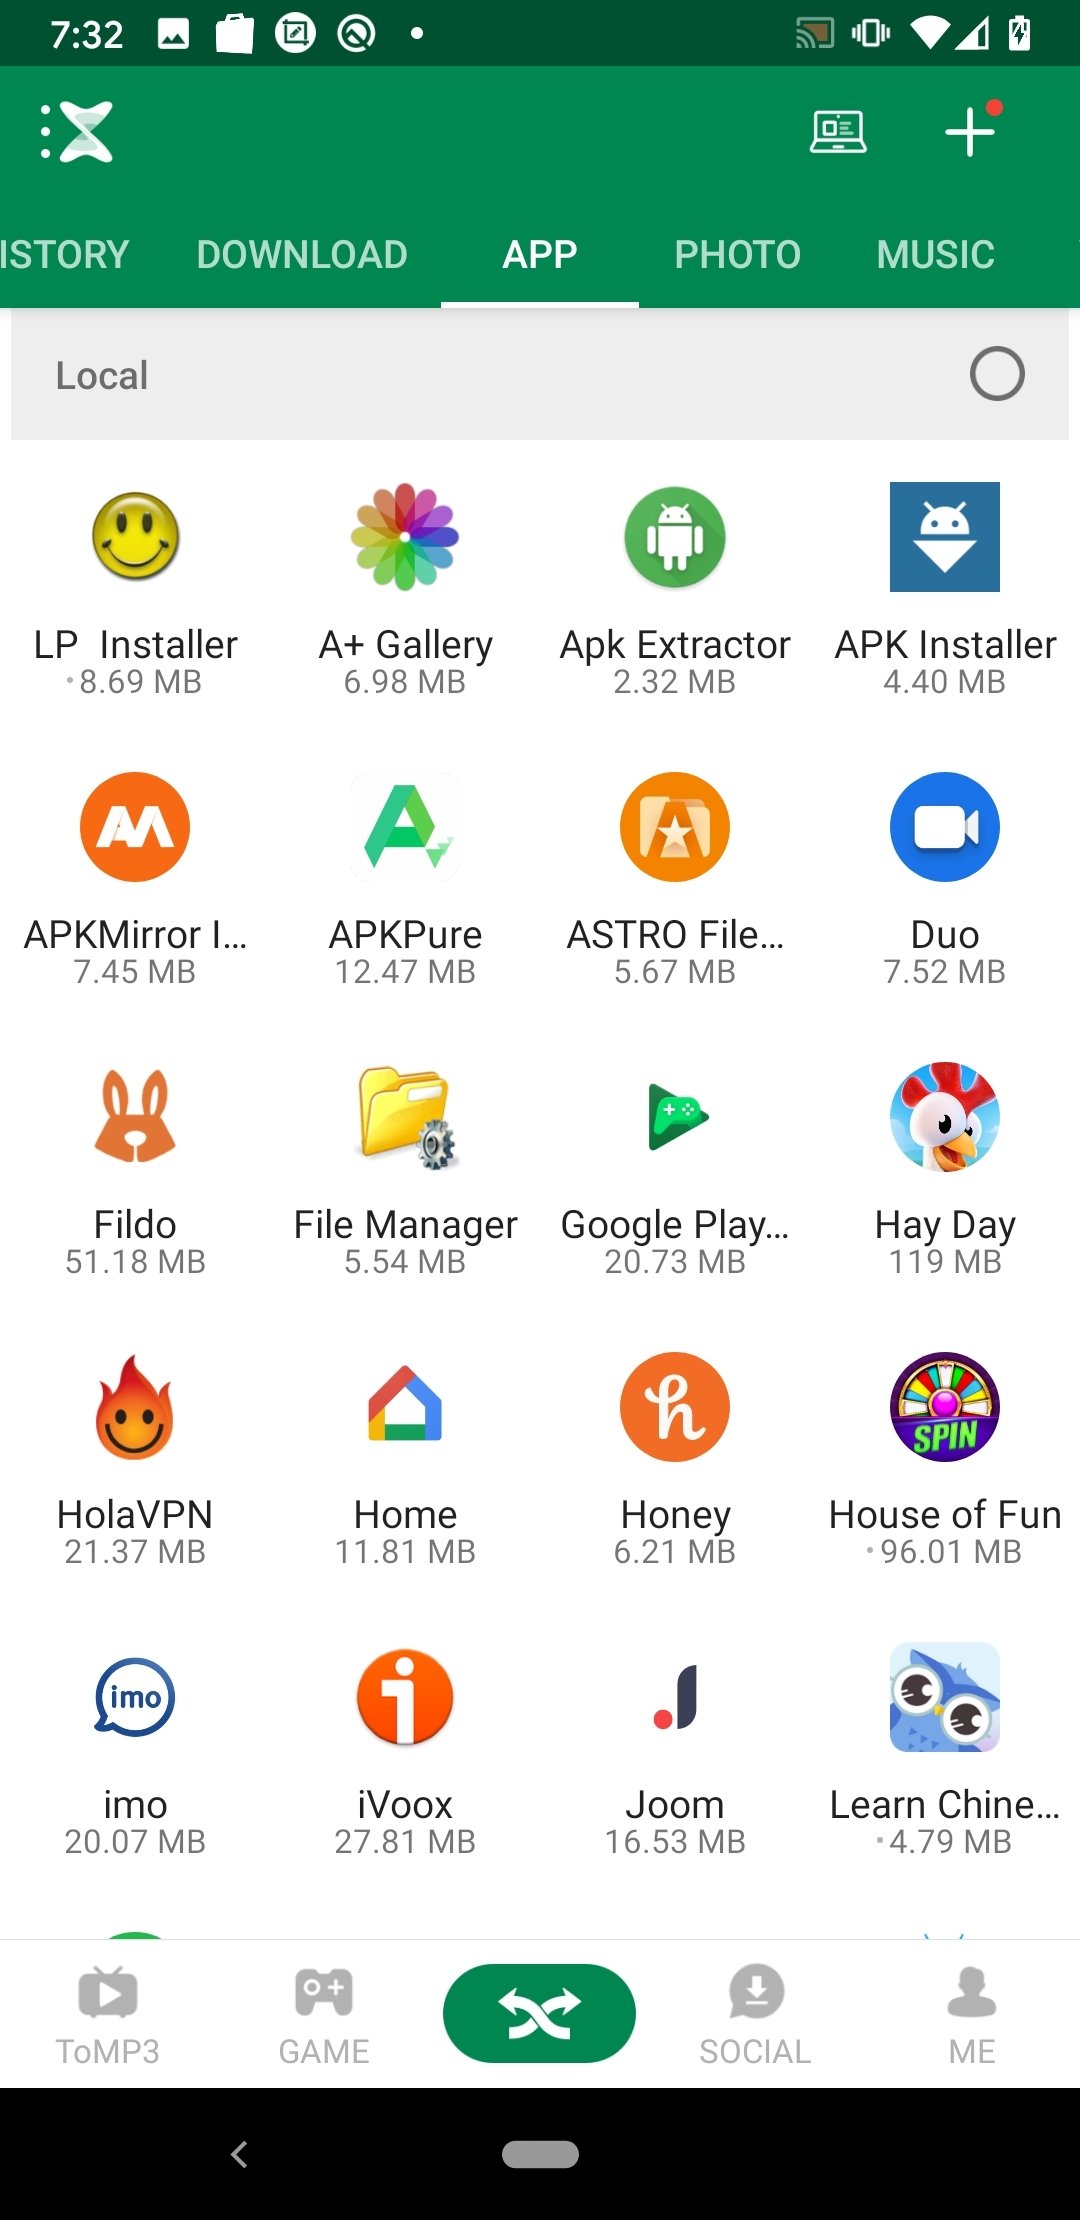 7:32
ISTORY DOWNLOAD APP PHOTO MUSIC
Local
LP Installer A+ Gallery Apk Extractor APK Installer
8.69 MB 6.98 MB 2.32 MB 4.40 MB
APKMirror I... APKPure ASTRO File... Duo
7.45 MB 12.47 MB 5.67 MB 7.52 MB
Fildo File Manager Google Play... Hay Day
51.18 MB 5.54 MB 20.73 MB 119 MB
SPIN
HolaVPN Home Honey House of Fun
21.37 MB 11.81 MB 6.21 MB 96.01 MB
imo
imo iVoox Joom Learn Chine...
20.07 MB 27.81 MB 16.53 MB 4.79 MB
ToMP3 GAME SOCIAL ME